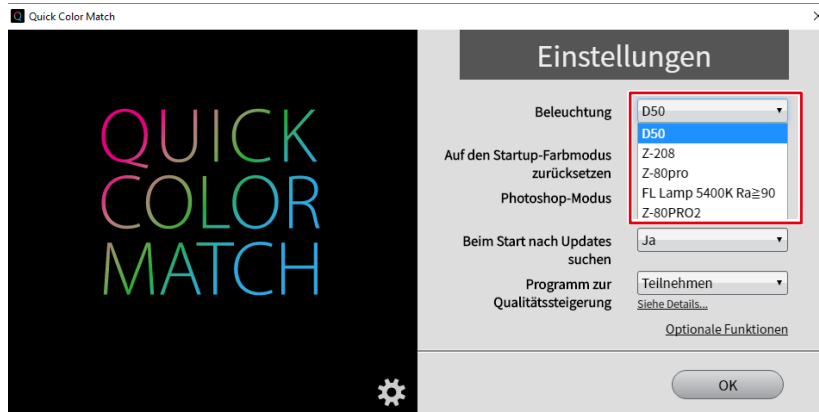 Quick Color Match
QUICK
COLOR
MATCH
Einstellungen
Beleuchtung
D50
D50
Z-208
Z-80pro
FL Lamp 5400K Ra≧90
Z-80PRO2
Auf den Startup-Farbmodus
zurücksetzen
Photoshop-Modus
Beim Start nach Updates
suchen
Ja
Programm zur
Qualitätssteigerung
Teilnehmen
Siehe Details...
Optionale Funktionen
OK